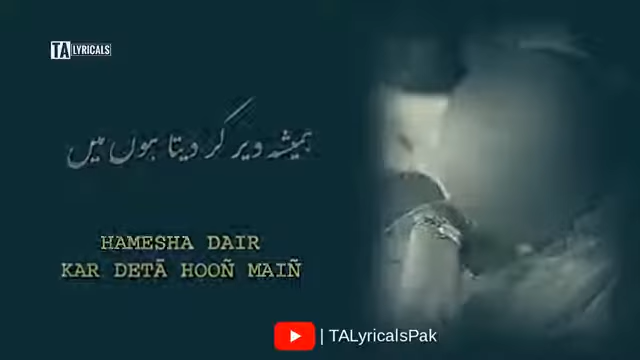 TA LYRICALS
ہمیشہ دیر کر دیتا ہوں میں
HAMESHA DAIR
KAR DETĀ HOOÑ MAIÑ
| TALyricalsPak